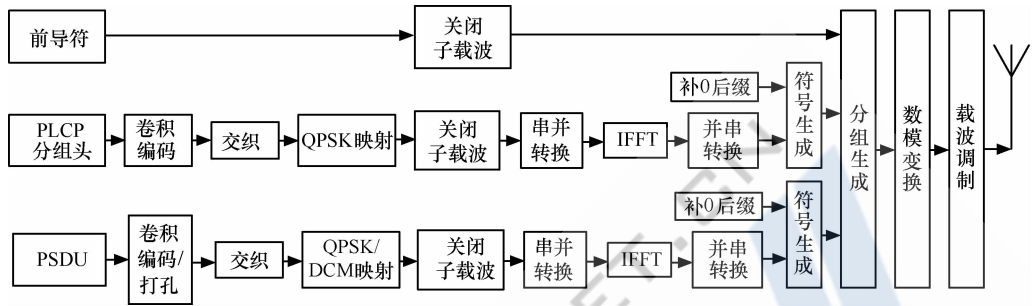 前导符
关闭
子载波
补0后缀
符号生成
PLCP
分组头
卷积
编码
交织
QPSK映射
关闭
子载波
串并
转换
IFFT
并串
转换
分组生成
数模变换
载波调制
补0后缀
符号生成
PSDU
卷积
编码/
打孔
交织
QPSK/
DCM映射
关闭
子载波
串并
转换
IFFT
并串
转换
ET.CN